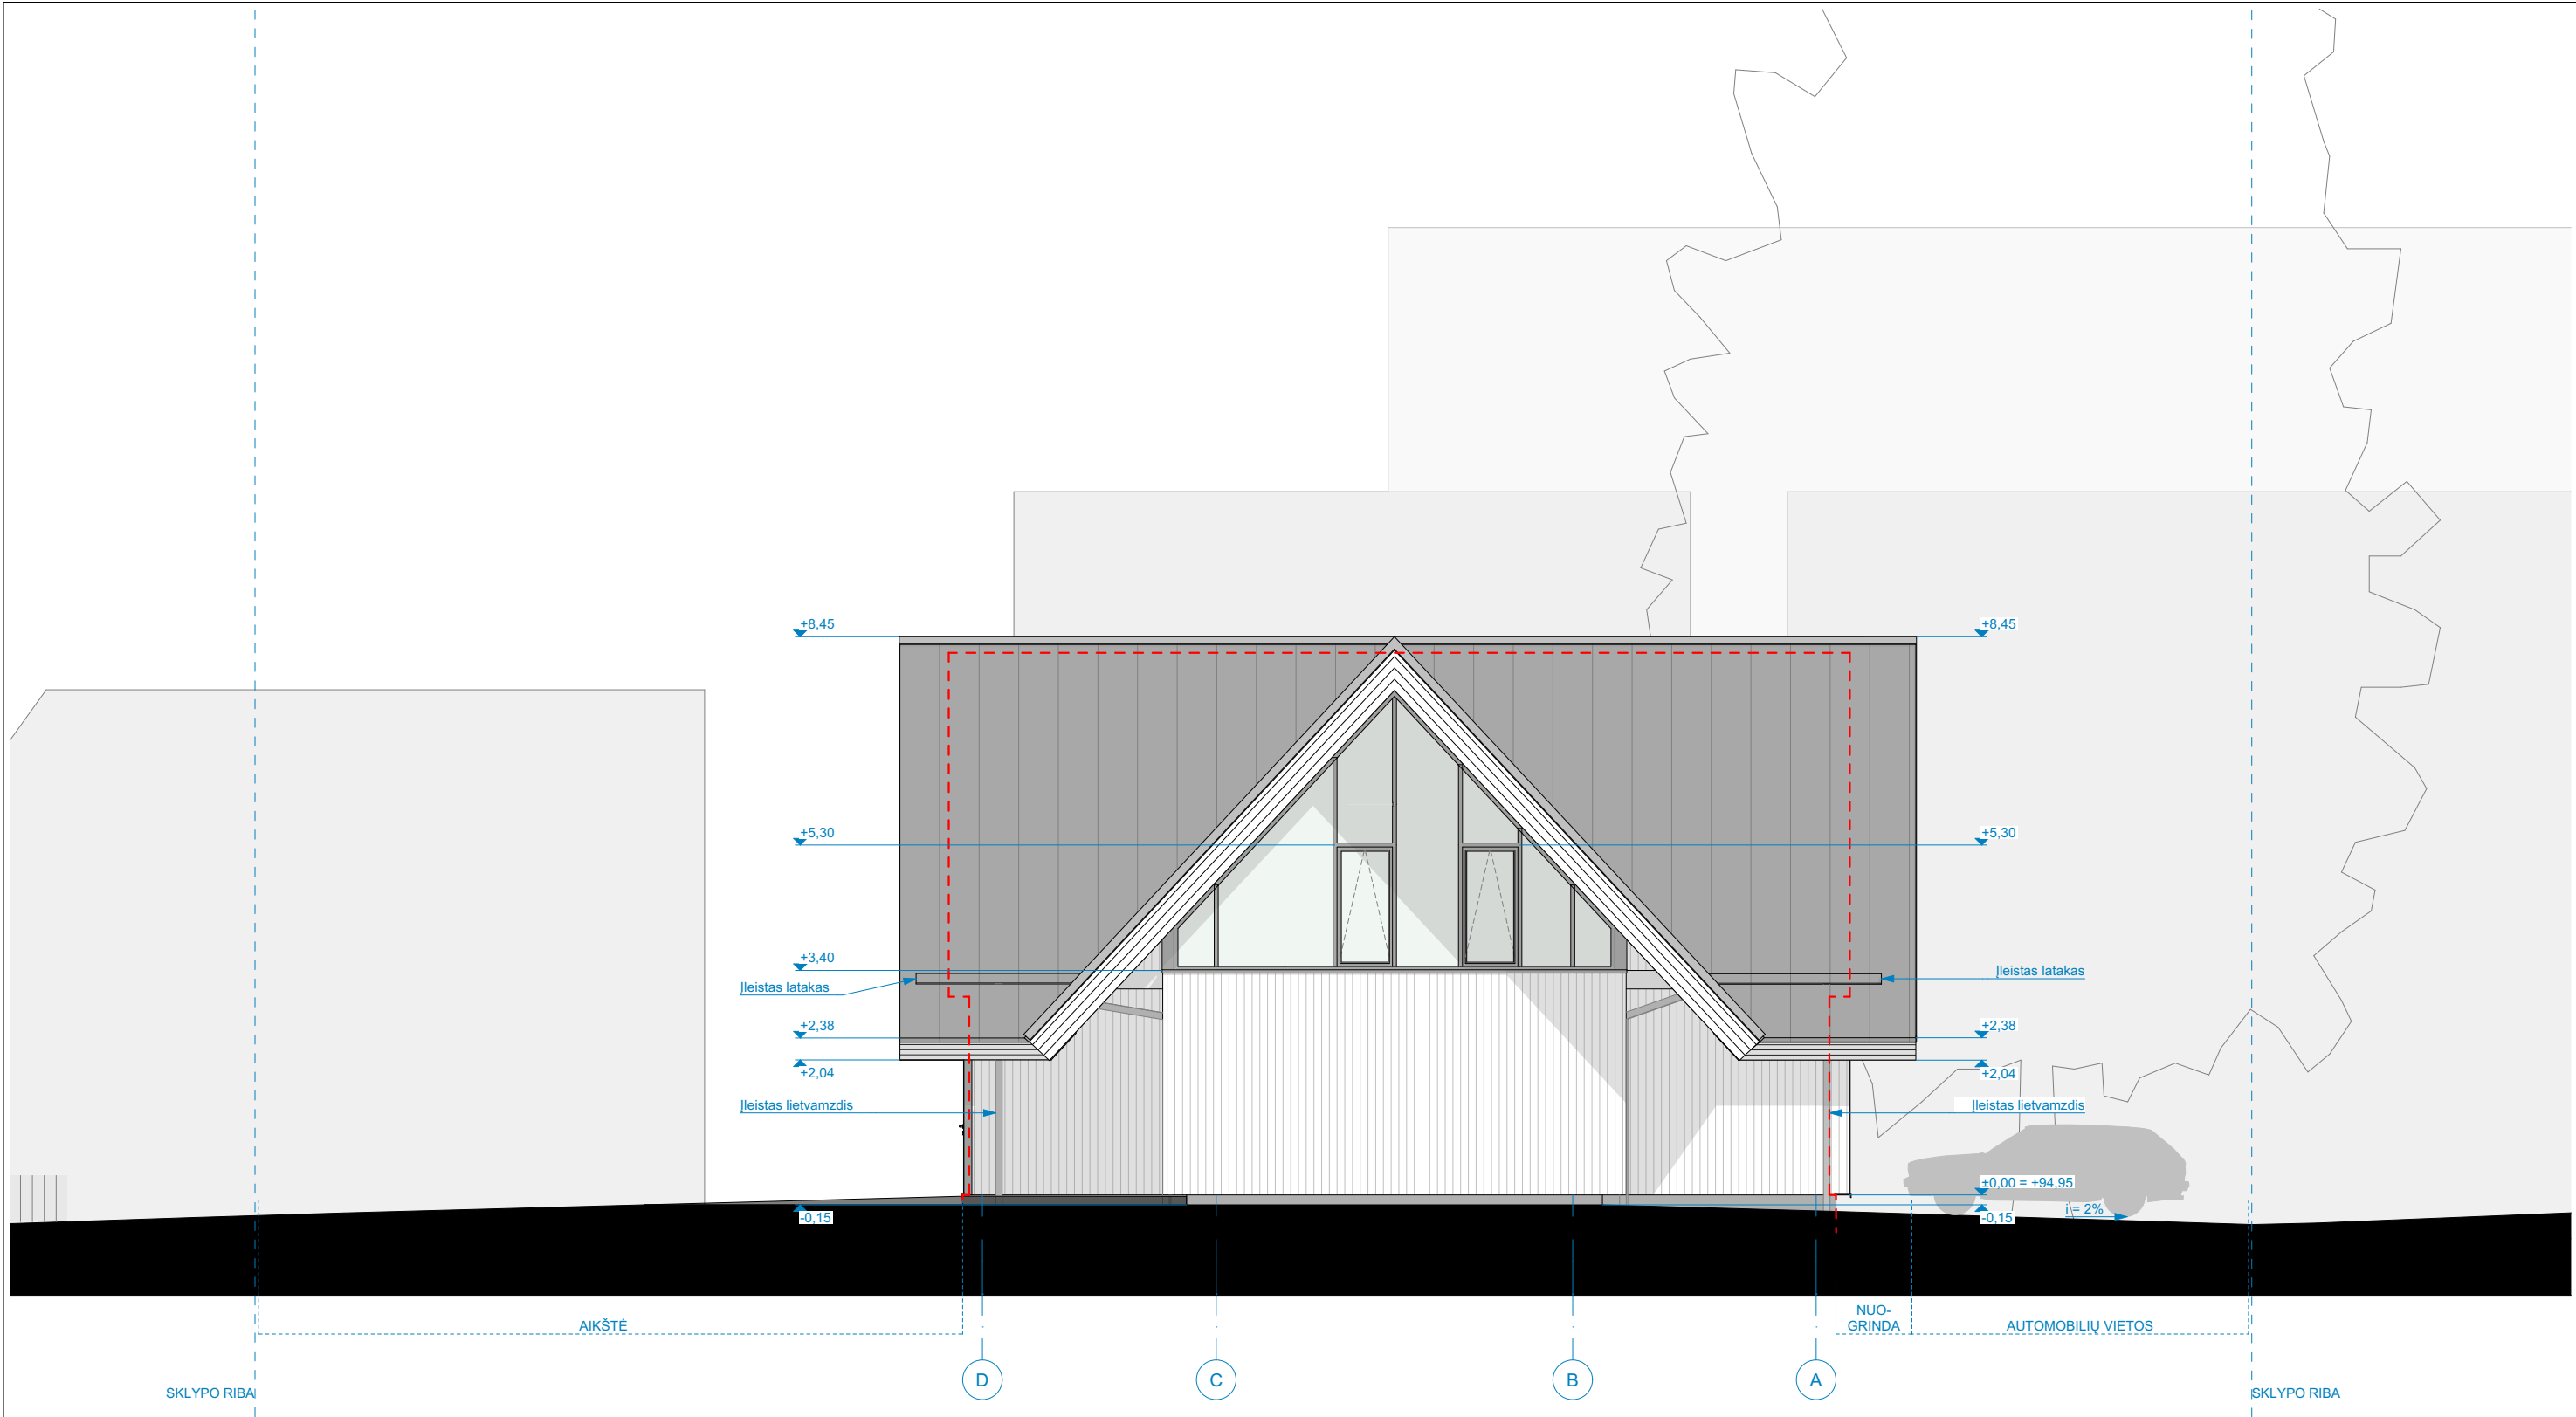 +8,45
+8,45
+5,30
+5,30
+3,40
Įleistas latakas
Įleistas latakas
+2,38
+2,38
+2,04
+2,04
Įleistas lietvamzdis
Įleistas lietvamzdis
±0,00 = +94,95
-0,15
-0,15
i = 2%
AIKŠTĖ
NUO-
GRINDA
AUTOMOBILIŲ VIETOS
D
C
B
A
SKLYPO RIBA
SKLYPO RIBA